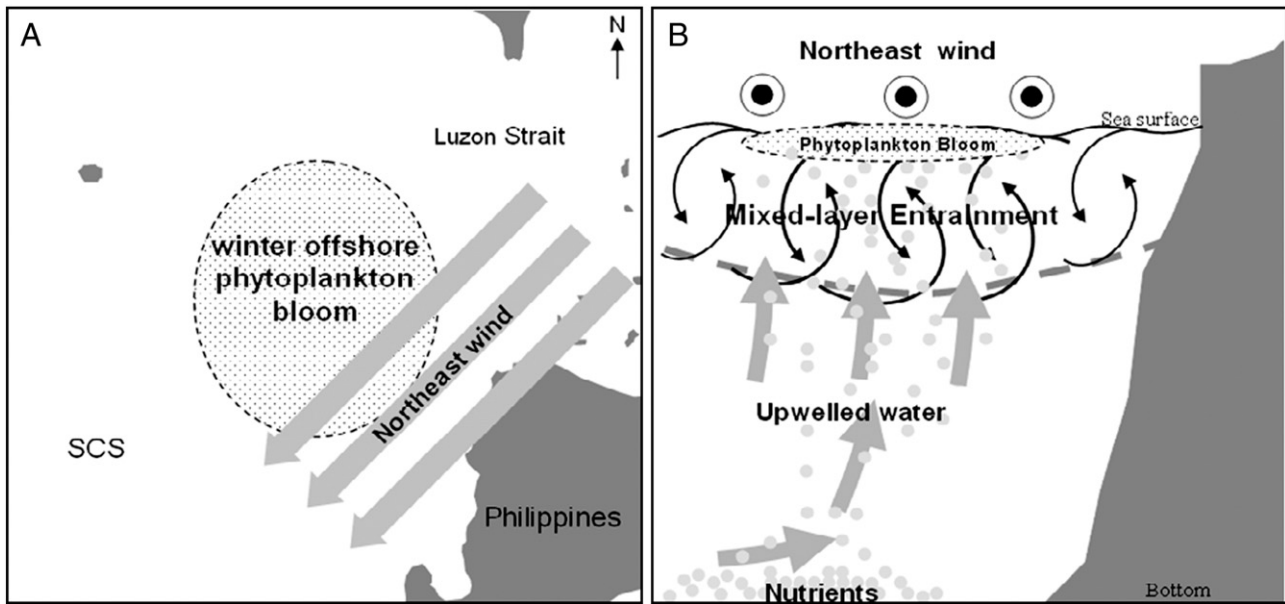 A
N
Luzon Strait
winter offshore
phytoplankton
bloom
Northeast wind
SCS
Philippines
B
Northeast wind
Sea surface
Phytoplankton Bloom
Mixed-layer Entrainment
Upwelled water
Nutrients
Bottom